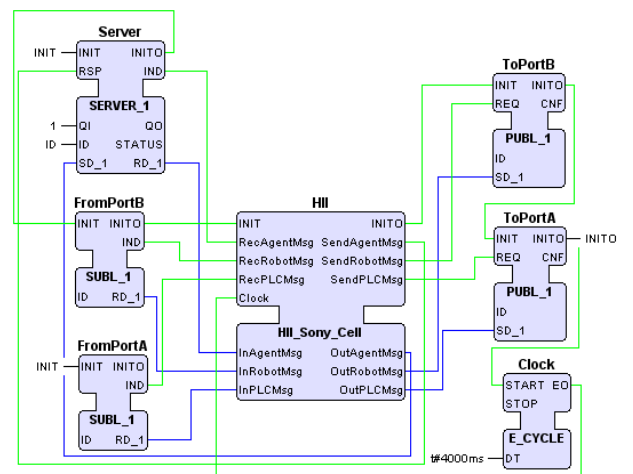 Server
INIT
INIT INITO
RSP IND
SERVER_1
1
QI QO
ID
ID STATUS
SD_1 RD_1
FromPortB
INIT INITO
IND
SUBL_1
ID RD_1
FromPortA
INIT
INIT INITO
IND
SUBL_1
ID RD_1
HII
INIT INITO
RecAgentMsg SendAgentMsg
RecRobotMsg SendRobotMsg
RecPLCMsg SendPLCMsg
Clock
HII_Sony_Cell
InAgentMsg OutAgentMsg
InRobotMsg OutRobotMsg
InPLCMsg OutPLCMsg
ToPortB
INIT INITO
REQ CNF
PUBL_1
ID
SD_1
ToPortA
INIT INITO
INITO
REQ CNF
PUBL_1
ID
SD_1
Clock
START EO
STOP
E_CYCLE
t#4000ms
DT